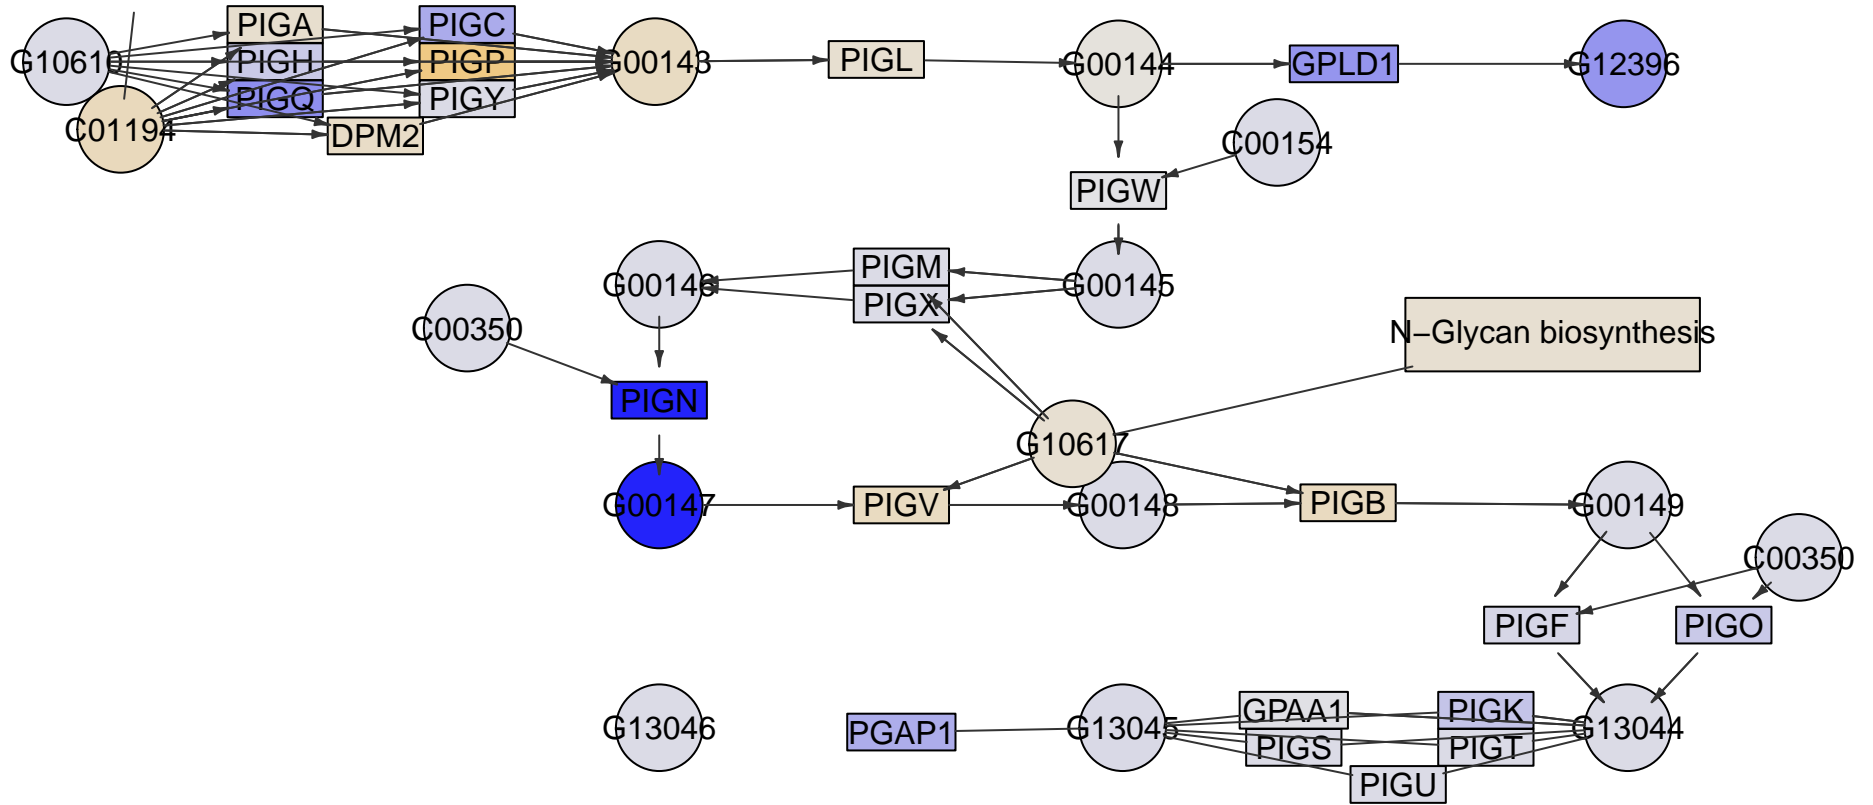 PIGA
PIGC
G10610
PIGH
PIGP
G00143
PIGL
G00144
GPLD1
G12396
PIGQ
PIGY
C01194
DPM2
C00154
PIGW
PIGM
G00146
G00145
PIGX
C00350
N−Glycan biosynthesis
PIGN
G10617
G00147
PIGV
G00148
PIGB
G00149
C00350
PIGF
PIGO
GPAA1
PIGK
G13046
PGAP1
G13045
G13044
PIGS
PIGT
PIGU